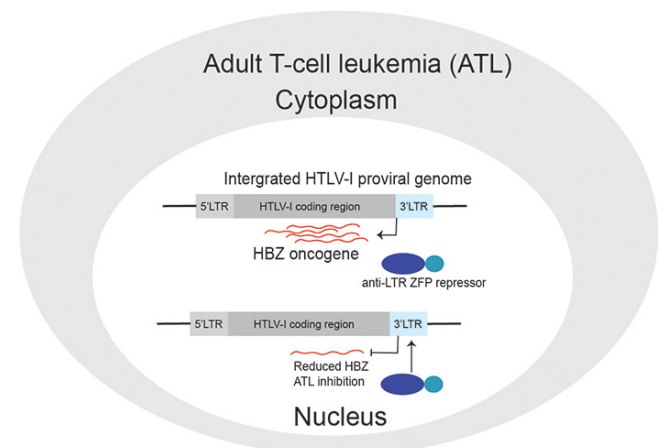 Adult T-cell leukemia (ATL)
Cytoplasm
Intergrated HTLV-I proviral genome
5'LTR HTLV-I coding region 3'LTR
HBZ oncogene
anti-LTR ZFP repressor
5'LTR HTLV-I coding region 3'LTR
Reduced HBZ
ATL inhibition
Nucleus